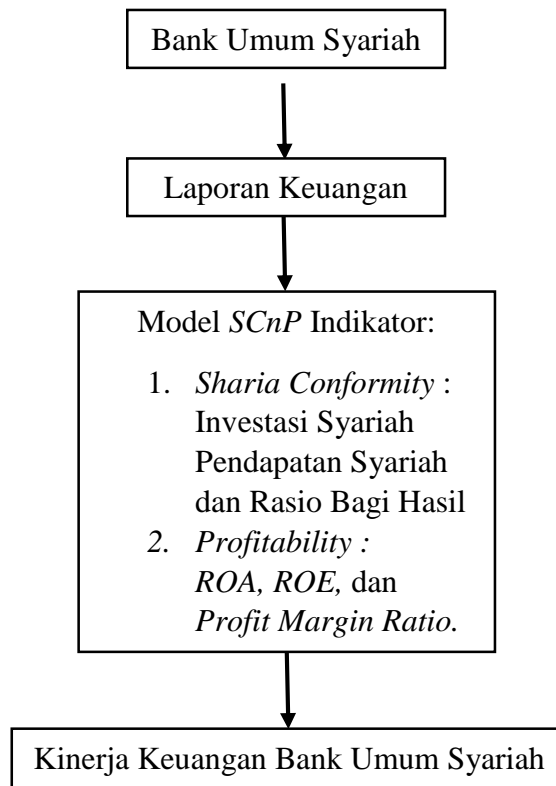 Bank Umum Syariah
Laporan Keuangan
Model SCnP Indikator:
1. Sharia Conformity :
Investasi Syariah
Pendapatan Syariah
dan Rasio Bagi Hasil
2. Profitability :
ROA, ROE, dan
Profit Margin Ratio.
Kinerja Keuangan Bank Umum Syariah